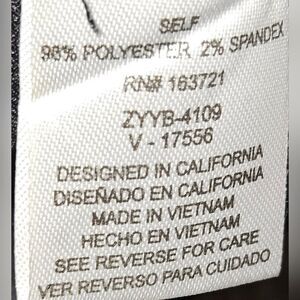 SELF
98% POLYESTER 2% SPANDEX
RN# 163721
ZYYB-4109
V - 17556
DESIGNED IN CALIFORNIA
DISEÑADO EN CALIFORNIA
MADE IN VIETNAM
HECHO EN VIETNAM
SEE REVERSE FOR CARE
VER REVERSO PARA CUIDADO